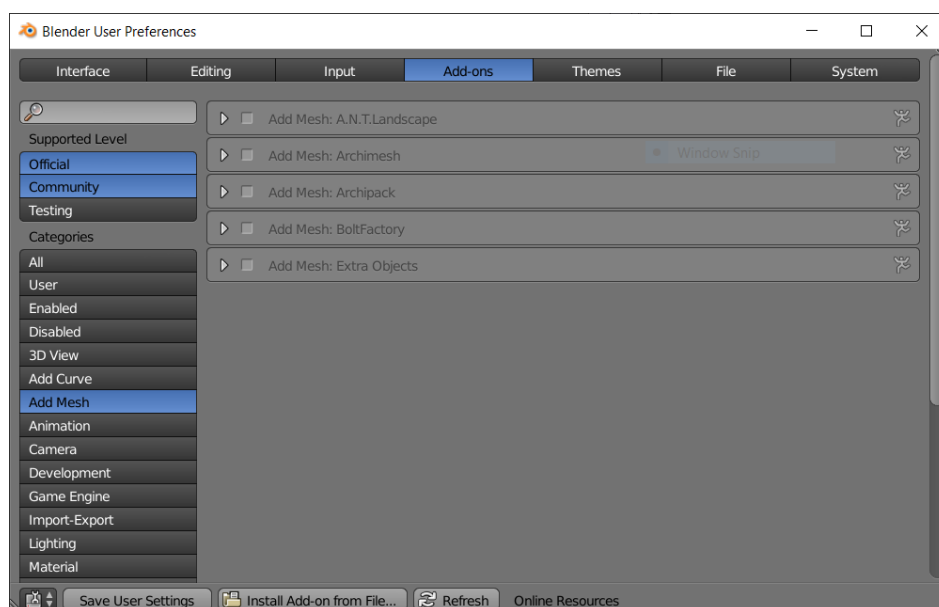 Blender User Preferences
Interface Editing Input Add-ons Themes File System
Supported Level
Official
Community
Testing
Categories
All
User
Enabled
Disabled
3D View
Add Curve
Add Mesh
Animation
Camera
Development
Game Engine
Import-Export
Lighting
Material
Add Mesh: A.N.T.Landscape
Add Mesh: Archimesh
Window Snip
Add Mesh: Archipack
Add Mesh: BoltFactory
Add Mesh: Extra Objects
Save User Settings Install Add-on from File... Refresh Online Resources